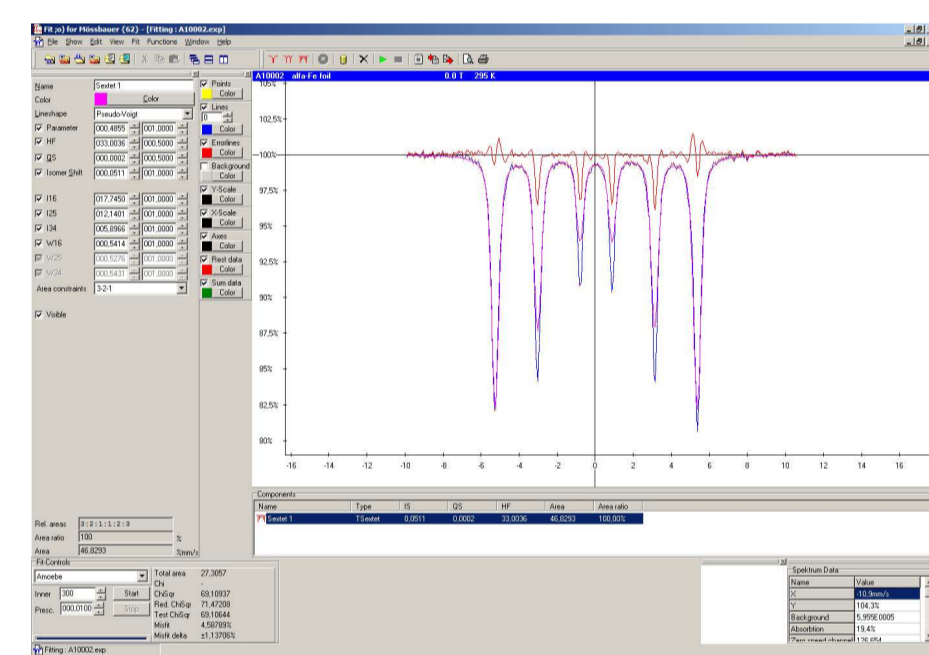 Fit ;o) for Mössbauer {62} - [Fitting : A10002.exp]
File Show Edit View Fit Functions Window Help
A10002 alfa-Fe foil 0.0 T 295 K
Name Sextet 1
Color Color
Lineshape Pseudo-Voigt
Parameter 000,4855 001,0000
HF 033,0036 000,5000
QS 000,0002 000,5000
Isomer Shift 000,0511 001,0000
I16 017,7450 001,0000
I25 012,1401 001,0000
I34 005,8966 001,0000
W16 000,5414 001,0000
W25 000,5276 001,0000
W34 000,5431 001,0000
Area constraints 3-2-1
Visible
Rel. areas 3:2:1:1:2:3
Area ratio 100 %
Area 46,8293 %mm/s
Points
Color
Lines
0
Color
Errorlines
Color
Background
Color
Y-Scale
Color
X-Scale
Color
Axes
Color
Rest data
Color
Sum data
Color
105%
102,5%
100%
97,5%
95%
92,5%
90%
87,5%
85%
82,5%
80%
-16 -14 -12 -10 -8 -6 -4 -2 0 2 4 6 8 10 12 14 16
Components
Name Type IS QS HF Area Area ratio
Sextet 1 TSextet 0,0511 0,0002 33,0036 46,8293 100,00%
Fit-Controls
Amoebe
Inner 300 Start
Presc. 000,0100 Stop
Total area 27,3057
Chi -
ChiSqr 69,10937
Red. ChiSqr 71,47208
Test ChiSqr 69,10644
Misfit 4,58789%
Misfit delta ±1,13706%
Spektrum Data
Name Value
X -10,9mm/s
Y 104,3%
Background 5,955E0005
Absorbtion 19,4%
Zero speed channel 126,654
Fitting : A10002.exp